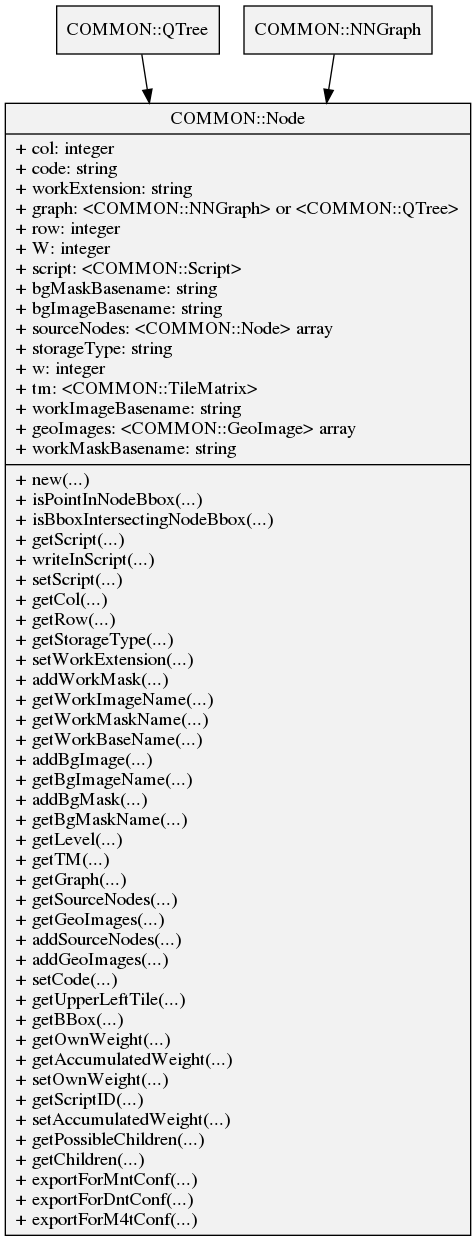 COMMON::QTree
COMMON::NNGraph
COMMON::Node
+ col: integer
+ code: string
+ workExtension: string
+ graph: <COMMON::NNGraph> or <COMMON::QTree>
+ row: integer
+ W: integer
+ script: <COMMON::Script>
+ bgMaskBasename: string
+ bgImageBasename: string
+ sourceNodes: <COMMON::Node> array
+ storageType: string
+ w: integer
+ tm: <COMMON::TileMatrix>
+ workImageBasename: string
+ geoImages: <COMMON::GeoImage> array
+ workMaskBasename: string
+ new(...)
+ isPointInNodeBbox(...)
+ isBboxIntersectingNodeBbox(...)
+ getScript(...)
+ writeInScript(...)
+ setScript(...)
+ getCol(...)
+ getRow(...)
+ getStorageType(...)
+ setWorkExtension(...)
+ addWorkMask(...)
+ getWorkImageName(...)
+ getWorkMaskName(...)
+ getWorkBaseName(...)
+ addBgImage(...)
+ getBgImageName(...)
+ addBgMask(...)
+ getBgMaskName(...)
+ getLevel(...)
+ getTM(...)
+ getGraph(...)
+ getSourceNodes(...)
+ getGeoImages(...)
+ addSourceNodes(...)
+ addGeoImages(...)
+ setCode(...)
+ getUpperLeftTile(...)
+ getBBox(...)
+ getOwnWeight(...)
+ getAccumulatedWeight(...)
+ setOwnWeight(...)
+ getScriptID(...)
+ setAccumulatedWeight(...)
+ getPossibleChildren(...)
+ getChildren(...)
+ exportForMntConf(...)
+ exportForDntConf(...)
+ exportForM4tConf(...)